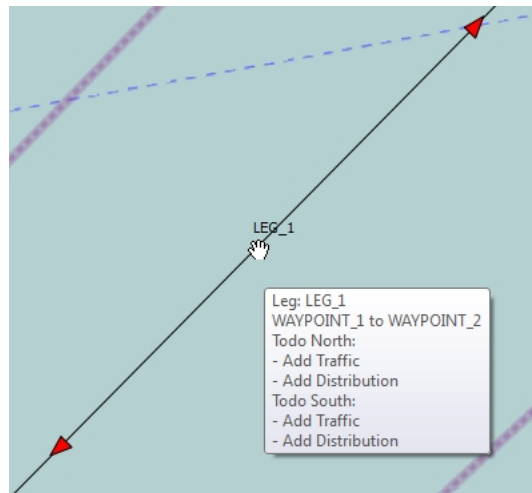 LEG_1
Leg: LEG_1
WAYPOINT_1 to WAYPOINT_2
Todo North:
- Add Traffic
- Add Distribution
Todo South:
- Add Traffic
- Add Distribution